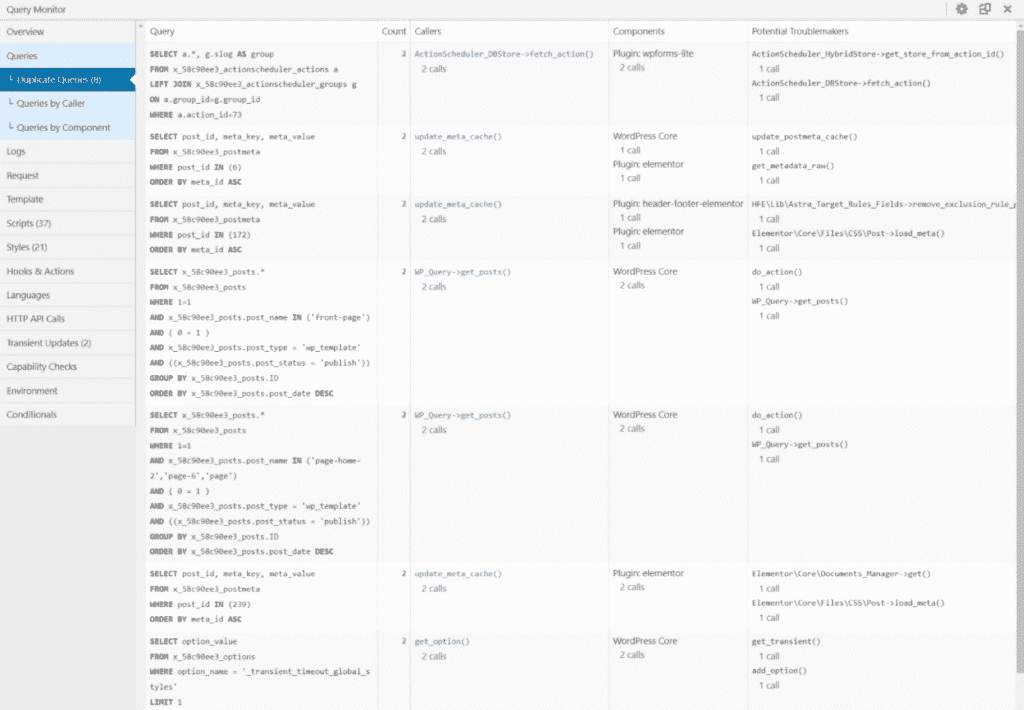 Query Monitor
Overview
Queries
└ Duplicate Queries (8)
└ Queries by Caller
└ Queries by Component
Logs
Request
Template
Scripts (37)
Styles (21)
Hooks & Actions
Languages
HTTP API Calls
Transient Updates (2)
Capability Checks
Environment
Conditionals
Query Count Callers Components Potential Troublemakers
SELECT a.*, g.slug AS group
FROM x_58c90ee3_actionscheduler_actions a
LEFT JOIN x_58c90ee3_actionscheduler_groups g
ON a.group_id=g.group_id
WHERE a.action_id=73
2
ActionScheduler_DBStore->fetch_action()
2 calls
Plugin: wpforms-lite
2 calls
ActionScheduler_HybridStore->get_store_from_action_id()
1 call
ActionScheduler_DBStore->fetch_action()
1 call
SELECT post_id, meta_key, meta_value
FROM x_58c90ee3_postmeta
WHERE post_id IN (6)
ORDER BY meta_id ASC
2
update_meta_cache()
2 calls
WordPress Core
1 call
Plugin: elementor
1 call
update_postmeta_cache()
1 call
get_metadata_raw()
1 call
SELECT post_id, meta_key, meta_value
FROM x_58c90ee3_postmeta
WHERE post_id IN (172)
ORDER BY meta_id ASC
2
update_meta_cache()
2 calls
Plugin: header-footer-elementor
1 call
Plugin: elementor
1 call
HFE\Lib\Astra_Target_Rules_Fields->remove_exclusion_rule_
1 call
Elementor\Core\Files\CSS\Post->load_meta()
1 call
SELECT x_58c90ee3_posts.*
FROM x_58c90ee3_posts
WHERE 1=1
AND x_58c90ee3_posts.post_name IN ('front-page')
AND ( 0 = 1 )
AND x_58c90ee3_posts.post_type = 'wp_template'
AND ((x_58c90ee3_posts.post_status = 'publish'))
GROUP BY x_58c90ee3_posts.ID
ORDER BY x_58c90ee3_posts.post_date DESC
2
WP_Query->get_posts()
2 calls
WordPress Core
2 calls
do_action()
1 call
WP_Query->get_posts()
1 call
SELECT x_58c90ee3_posts.*
FROM x_58c90ee3_posts
WHERE 1=1
AND x_58c90ee3_posts.post_name IN ('page-home-
2','page-6','page')
AND ( 0 = 1 )
AND x_58c90ee3_posts.post_type = 'wp_template'
AND ((x_58c90ee3_posts.post_status = 'publish'))
GROUP BY x_58c90ee3_posts.ID
ORDER BY x_58c90ee3_posts.post_date DESC
2
WP_Query->get_posts()
2 calls
WordPress Core
2 calls
do_action()
1 call
WP_Query->get_posts()
1 call
SELECT post_id, meta_key, meta_value
FROM x_58c90ee3_postmeta
WHERE post_id IN (239)
ORDER BY meta_id ASC
2
update_meta_cache()
2 calls
Plugin: elementor
2 calls
Elementor\Core\Documents_Manager->get()
1 call
Elementor\Core\Files\CSS\Post->load_meta()
1 call
SELECT option_value
FROM x_58c90ee3_options
WHERE option_name = '_transient_timeout_global_s
tyles'
LIMIT 1
2
get_option()
2 calls
WordPress Core
2 calls
get_transient()
1 call
add_option()
1 call